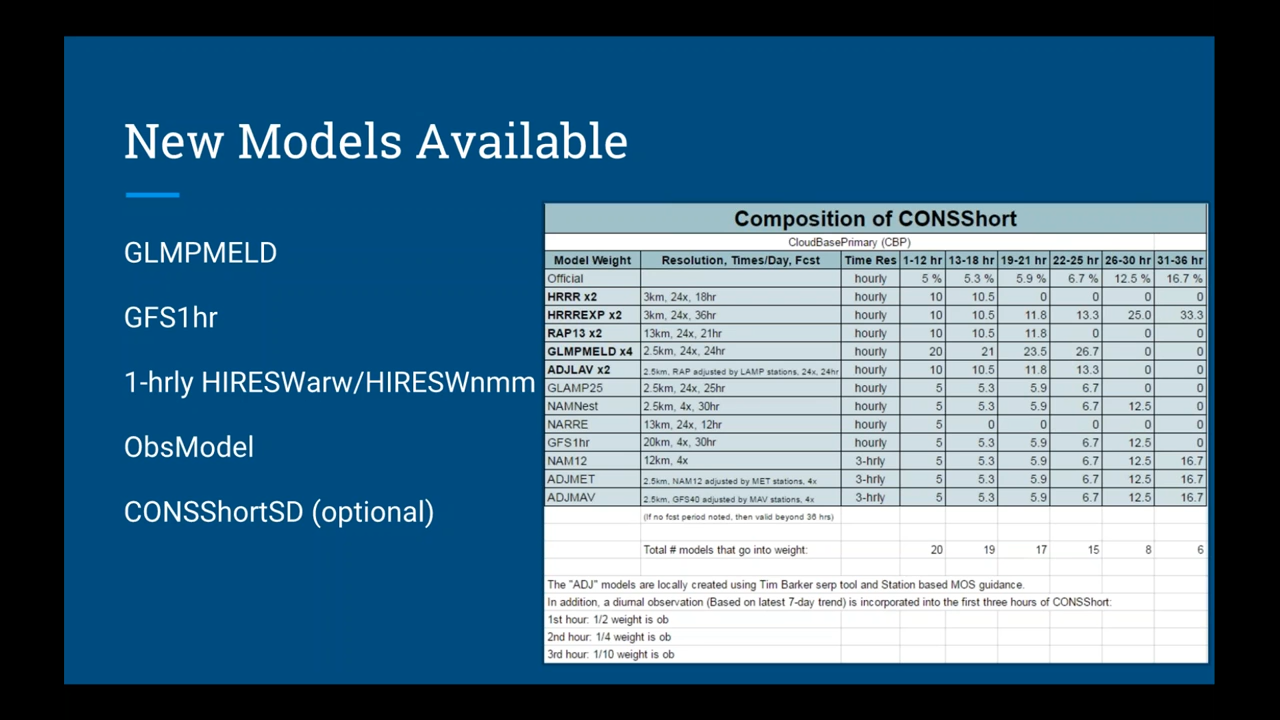 New Models Available
GLMPMELD
GFS1hr
1-hrly HIRESWarw/HIRESWnmm
ObsModel
CONSShortSD (optional)
Composition of CONSShort
CloudBasePrimary (CBP)
Model Weight Resolution, Times/Day, Fcst Time Res 1-12 hr 13-18 hr 19-21 hr 22-25 hr 26-30 hr 31-36 hr
Official hourly 5 % 5.3 % 5.9 % 6.7 % 12.5 % 16.7 %
HRRR x2 3km, 24x, 18hr hourly 10 10.5 0 0 0 0
HRRREXP x2 3km, 24x, 36hr hourly 10 10.5 11.8 13.3 25.0 33.3
RAP13 x2 13km, 24x, 21hr hourly 10 10.5 11.8 0 0 0
GLMPMELD x4 2.5km, 24x, 24hr hourly 20 21 23.5 26.7 0 0
ADJLAV x2 2.5km, RAP adjusted by LAMP stations, 24x, 24hr hourly 10 10.5 11.8 13.3 0 0
GLAMP25 2.5km, 24x, 25hr hourly 5 5.3 5.9 6.7 0 0
NAMNest 2.5km, 4x, 30hr hourly 5 5.3 5.9 6.7 12.5 0
NARRE 13km, 24x, 12hr hourly 5 0 0 0 0 0
GFS1hr 20km, 4x, 30hr hourly 5 5.3 5.9 6.7 12.5 0
NAM12 12km, 4x 3-hrly 5 5.3 5.9 6.7 12.5 16.7
ADJMET 2.5km, NAM12 adjusted by MET stations, 4x 3-hrly 5 5.3 5.9 6.7 12.5 16.7
ADJMAV 2.5km, GFS40 adjusted by MAV stations, 4x 3-hrly 5 5.3 5.9 6.7 12.5 16.7
(If no fcst period noted, then valid beyond 36 hrs)
Total # models that go into weight: 20 19 17 15 8 6
The "ADJ" models are locally created using Tim Barker serp tool and Station based MOS guidance.
In addition, a diurnal observation (Based on latest 7-day trend) is incorporated into the first three hours of CONSShort:
1st hour: 1/2 weight is ob
2nd hour: 1/4 weight is ob
3rd hour: 1/10 weight is ob